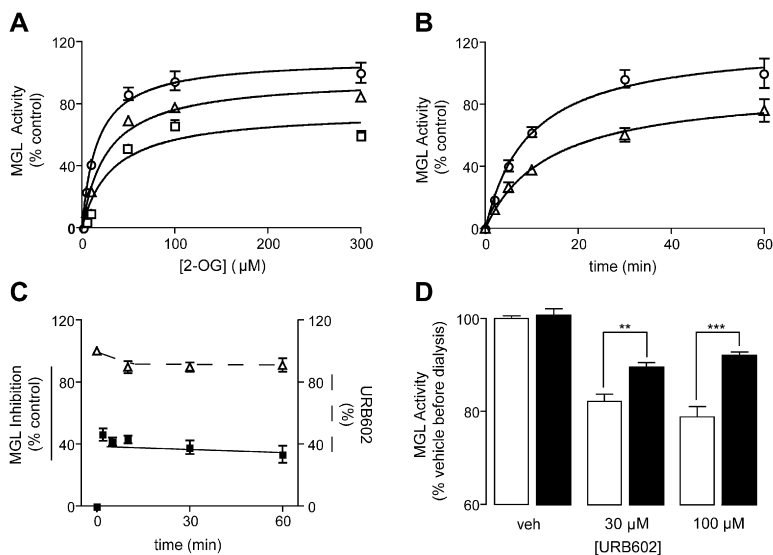 A
120
80
40
0
0
100
200
300
MGL Activity
(% control)
[2-OG] (µM)
B
120
80
40
0
0
20
40
60
MGL Activity
(% control)
time (min)
C
120
80
40
0
120
80
40
0
0
30
60
MGL Inhibition
(% control)
URB602
(%)
time (min)
D
100
80
60
MGL Activity
(% vehicle before dialysis)
**
***
veh
30 µM
100 µM
[URB602]